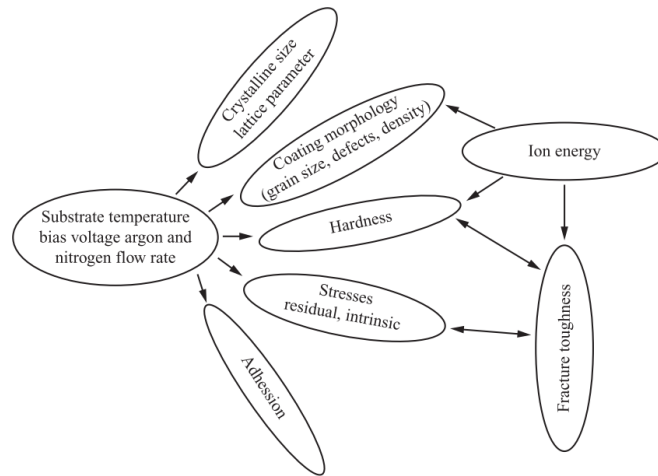 Crystalline size
lattice parameter
Coating morphology
(grain size, defects, density)
Ion energy
Substrate temperature
bias voltage argon and
nitrogen flow rate
Hardness
Stresses
residual, intrinsic
Fracture toughness
Adhession